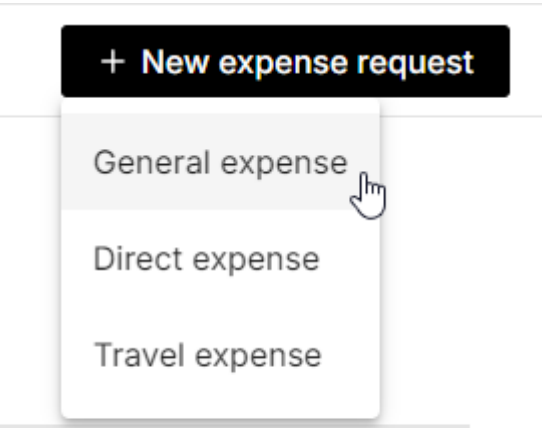 + New expense request
General expense
Direct expense
Travel expense